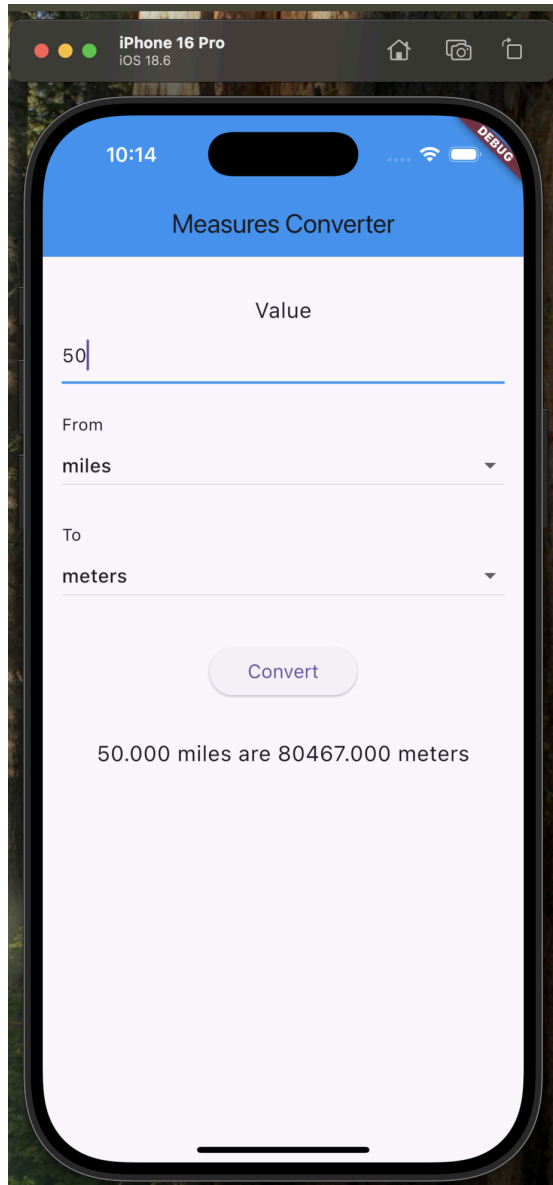 iPhone 16 Pro
iOS 18.6
10:14
DEBUG
Measures Converter
Value
50
From
miles
To
meters
Convert
50.000 miles are 80467.000 meters